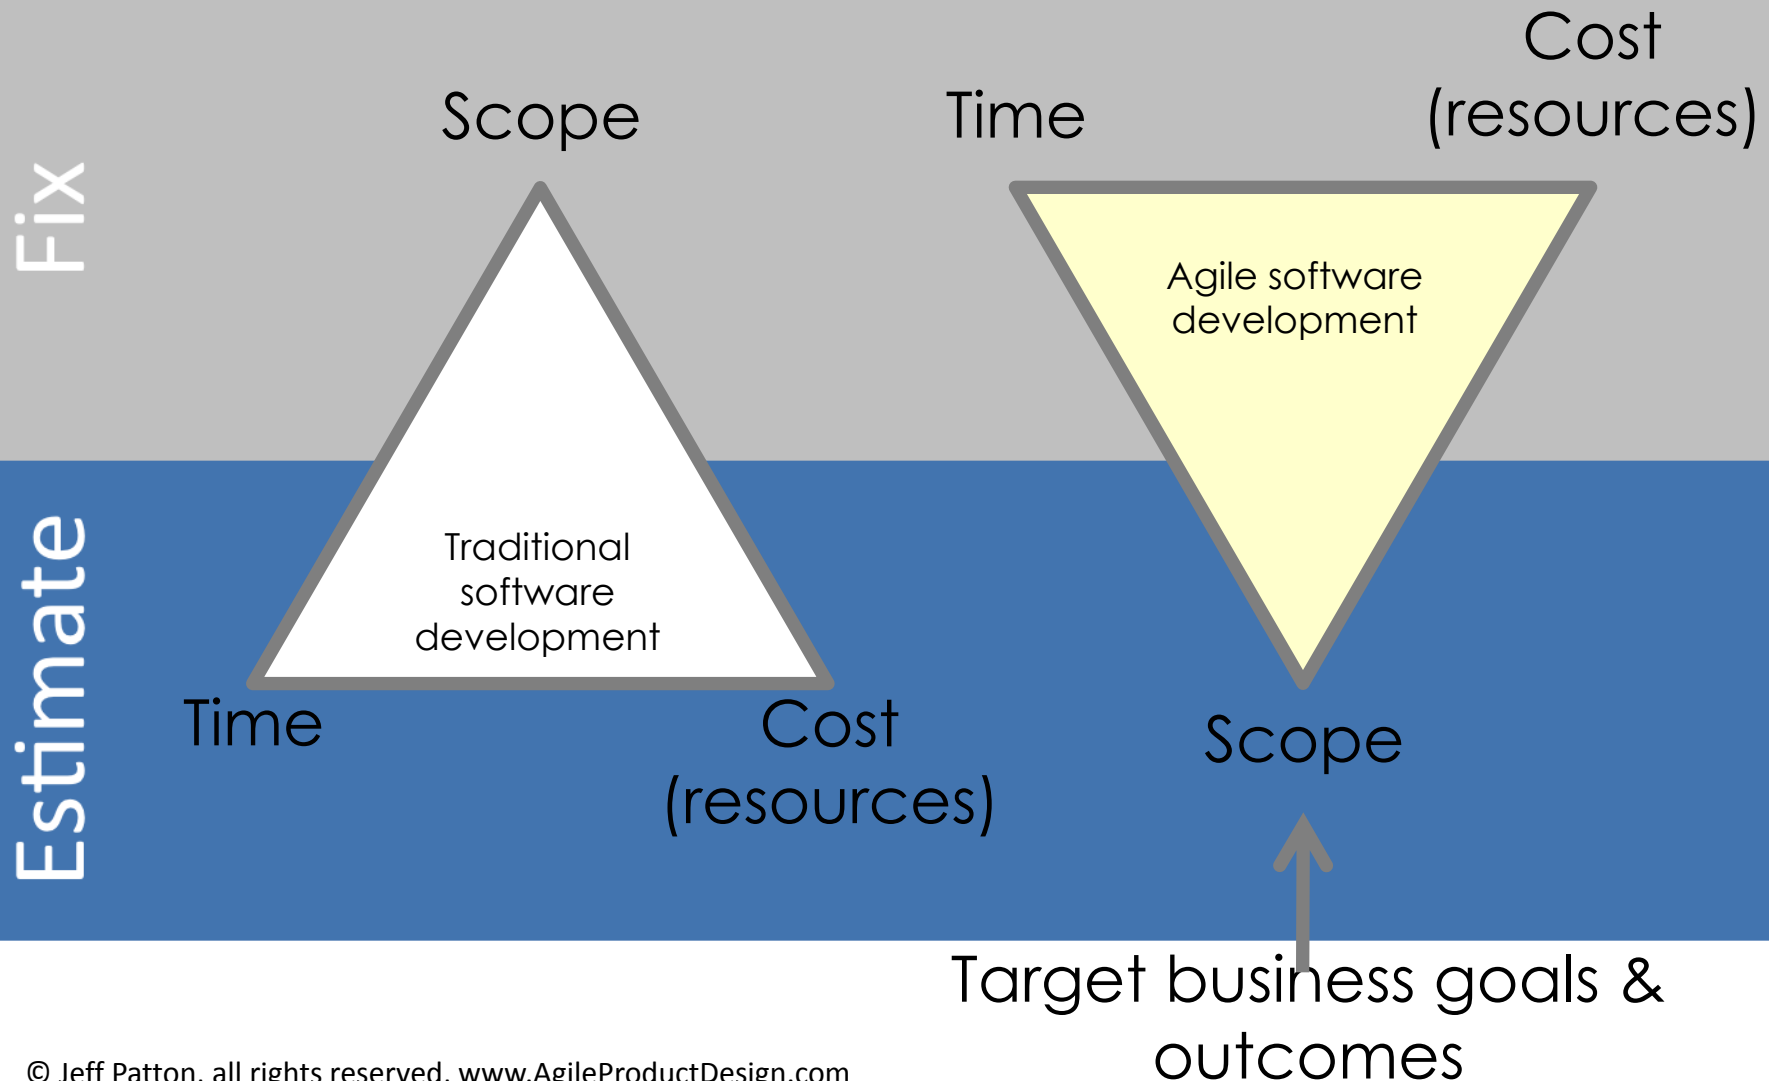 Fix
Scope
Time
Cost
(resources)
Agile software
development
Estimate
Traditional
software
development
Time
Cost
(resources)
Scope
Target business goals &
outcomes
© Jeff Patton, all rights reserved, www.AgileProductDesign.com